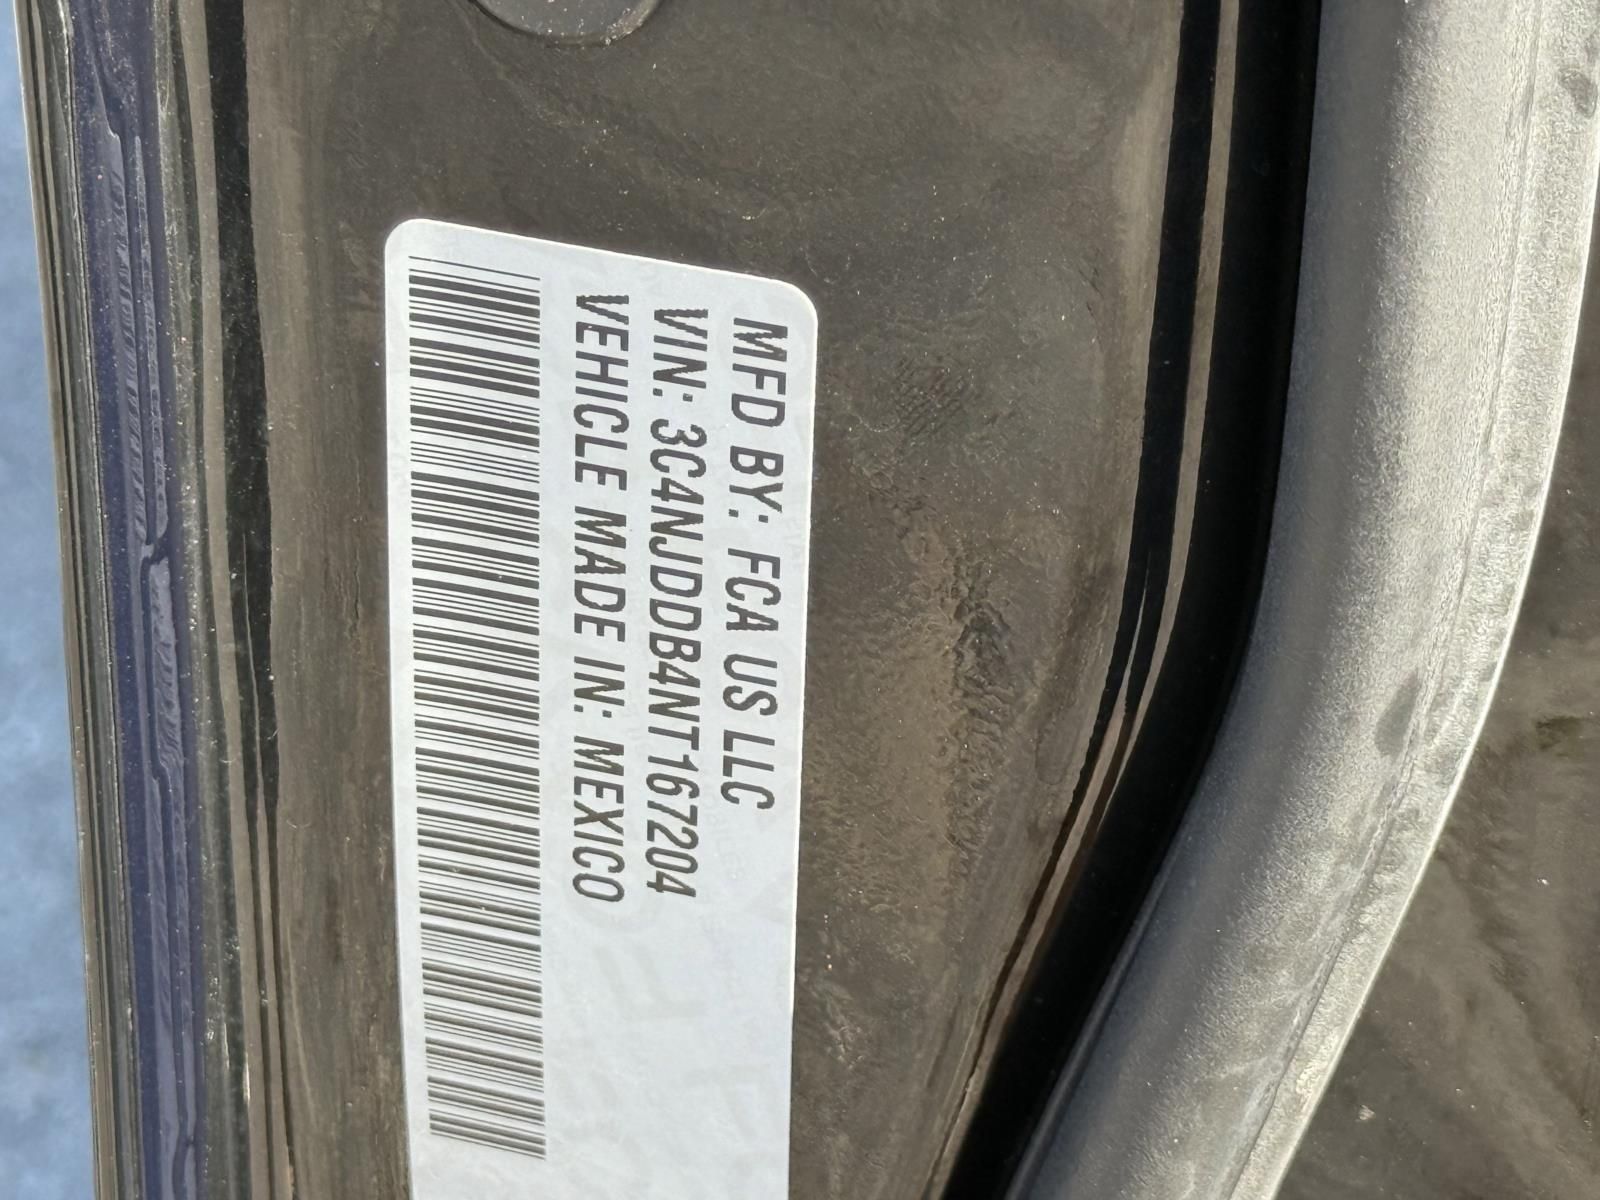 MFD BY: FCA US LLC
VIN: 3C4NJDDB4NT167204
VEHICLE MADE IN: MEXICO